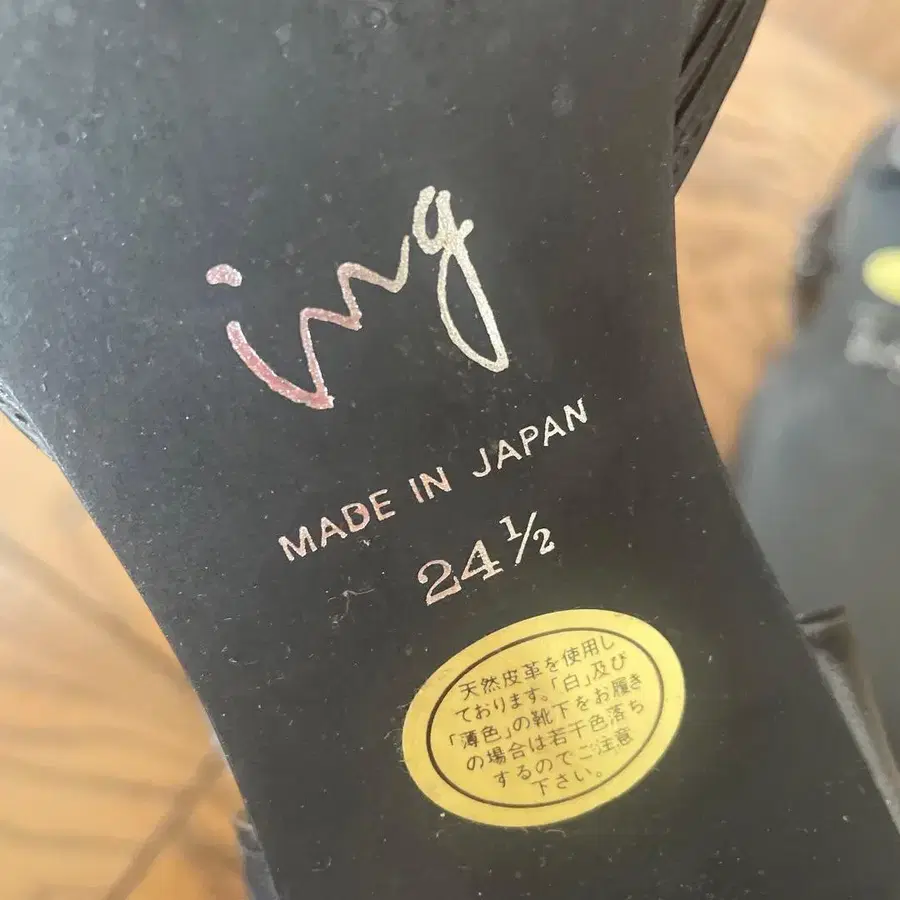 ing
MADE IN JAPAN
24 ½
天然皮革を使用し
ております。「白」及び
「薄色」の靴下をお履き
の場合は若干色落ち
するのでご注意
下さい。